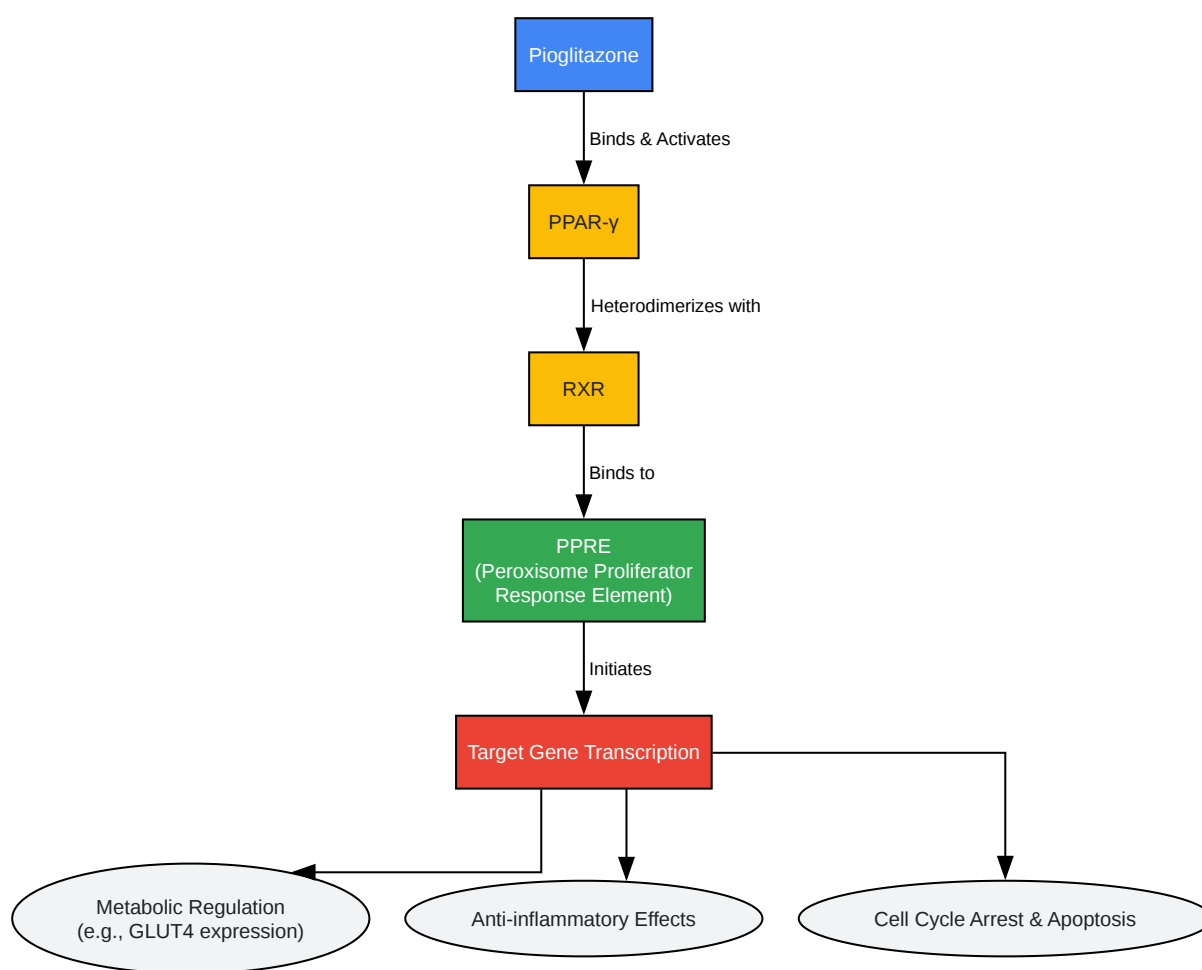 Pioglitazone
Binds & Activates
PPAR-γ
Heterodimerizes with
RXR
Binds to
PPRE
(Peroxisome Proliferator
Response Element)
Initiates
Target Gene Transcription
Metabolic Regulation
(e.g., GLUT4 expression)
Anti-inflammatory Effects
Cell Cycle Arrest & Apoptosis